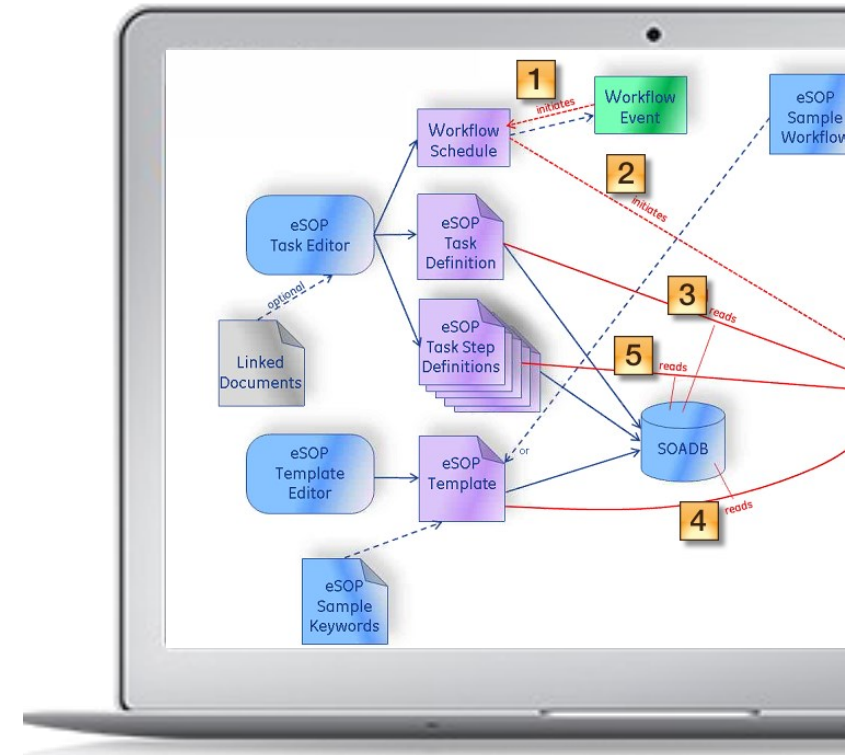 1
initiates
Workflow
Event
eSOP
Sample
Workflow
Workflow
Schedule
2
initiates
eSOP
Task Editor
eSOP
Task
Definition
optional
3
reads
Linked
Documents
eSOP
Task Step
Definitions
5
reads
eSOP
Template
Editor
eSOP
Template
or
SOADB
4
reads
eSOP
Sample
Keywords